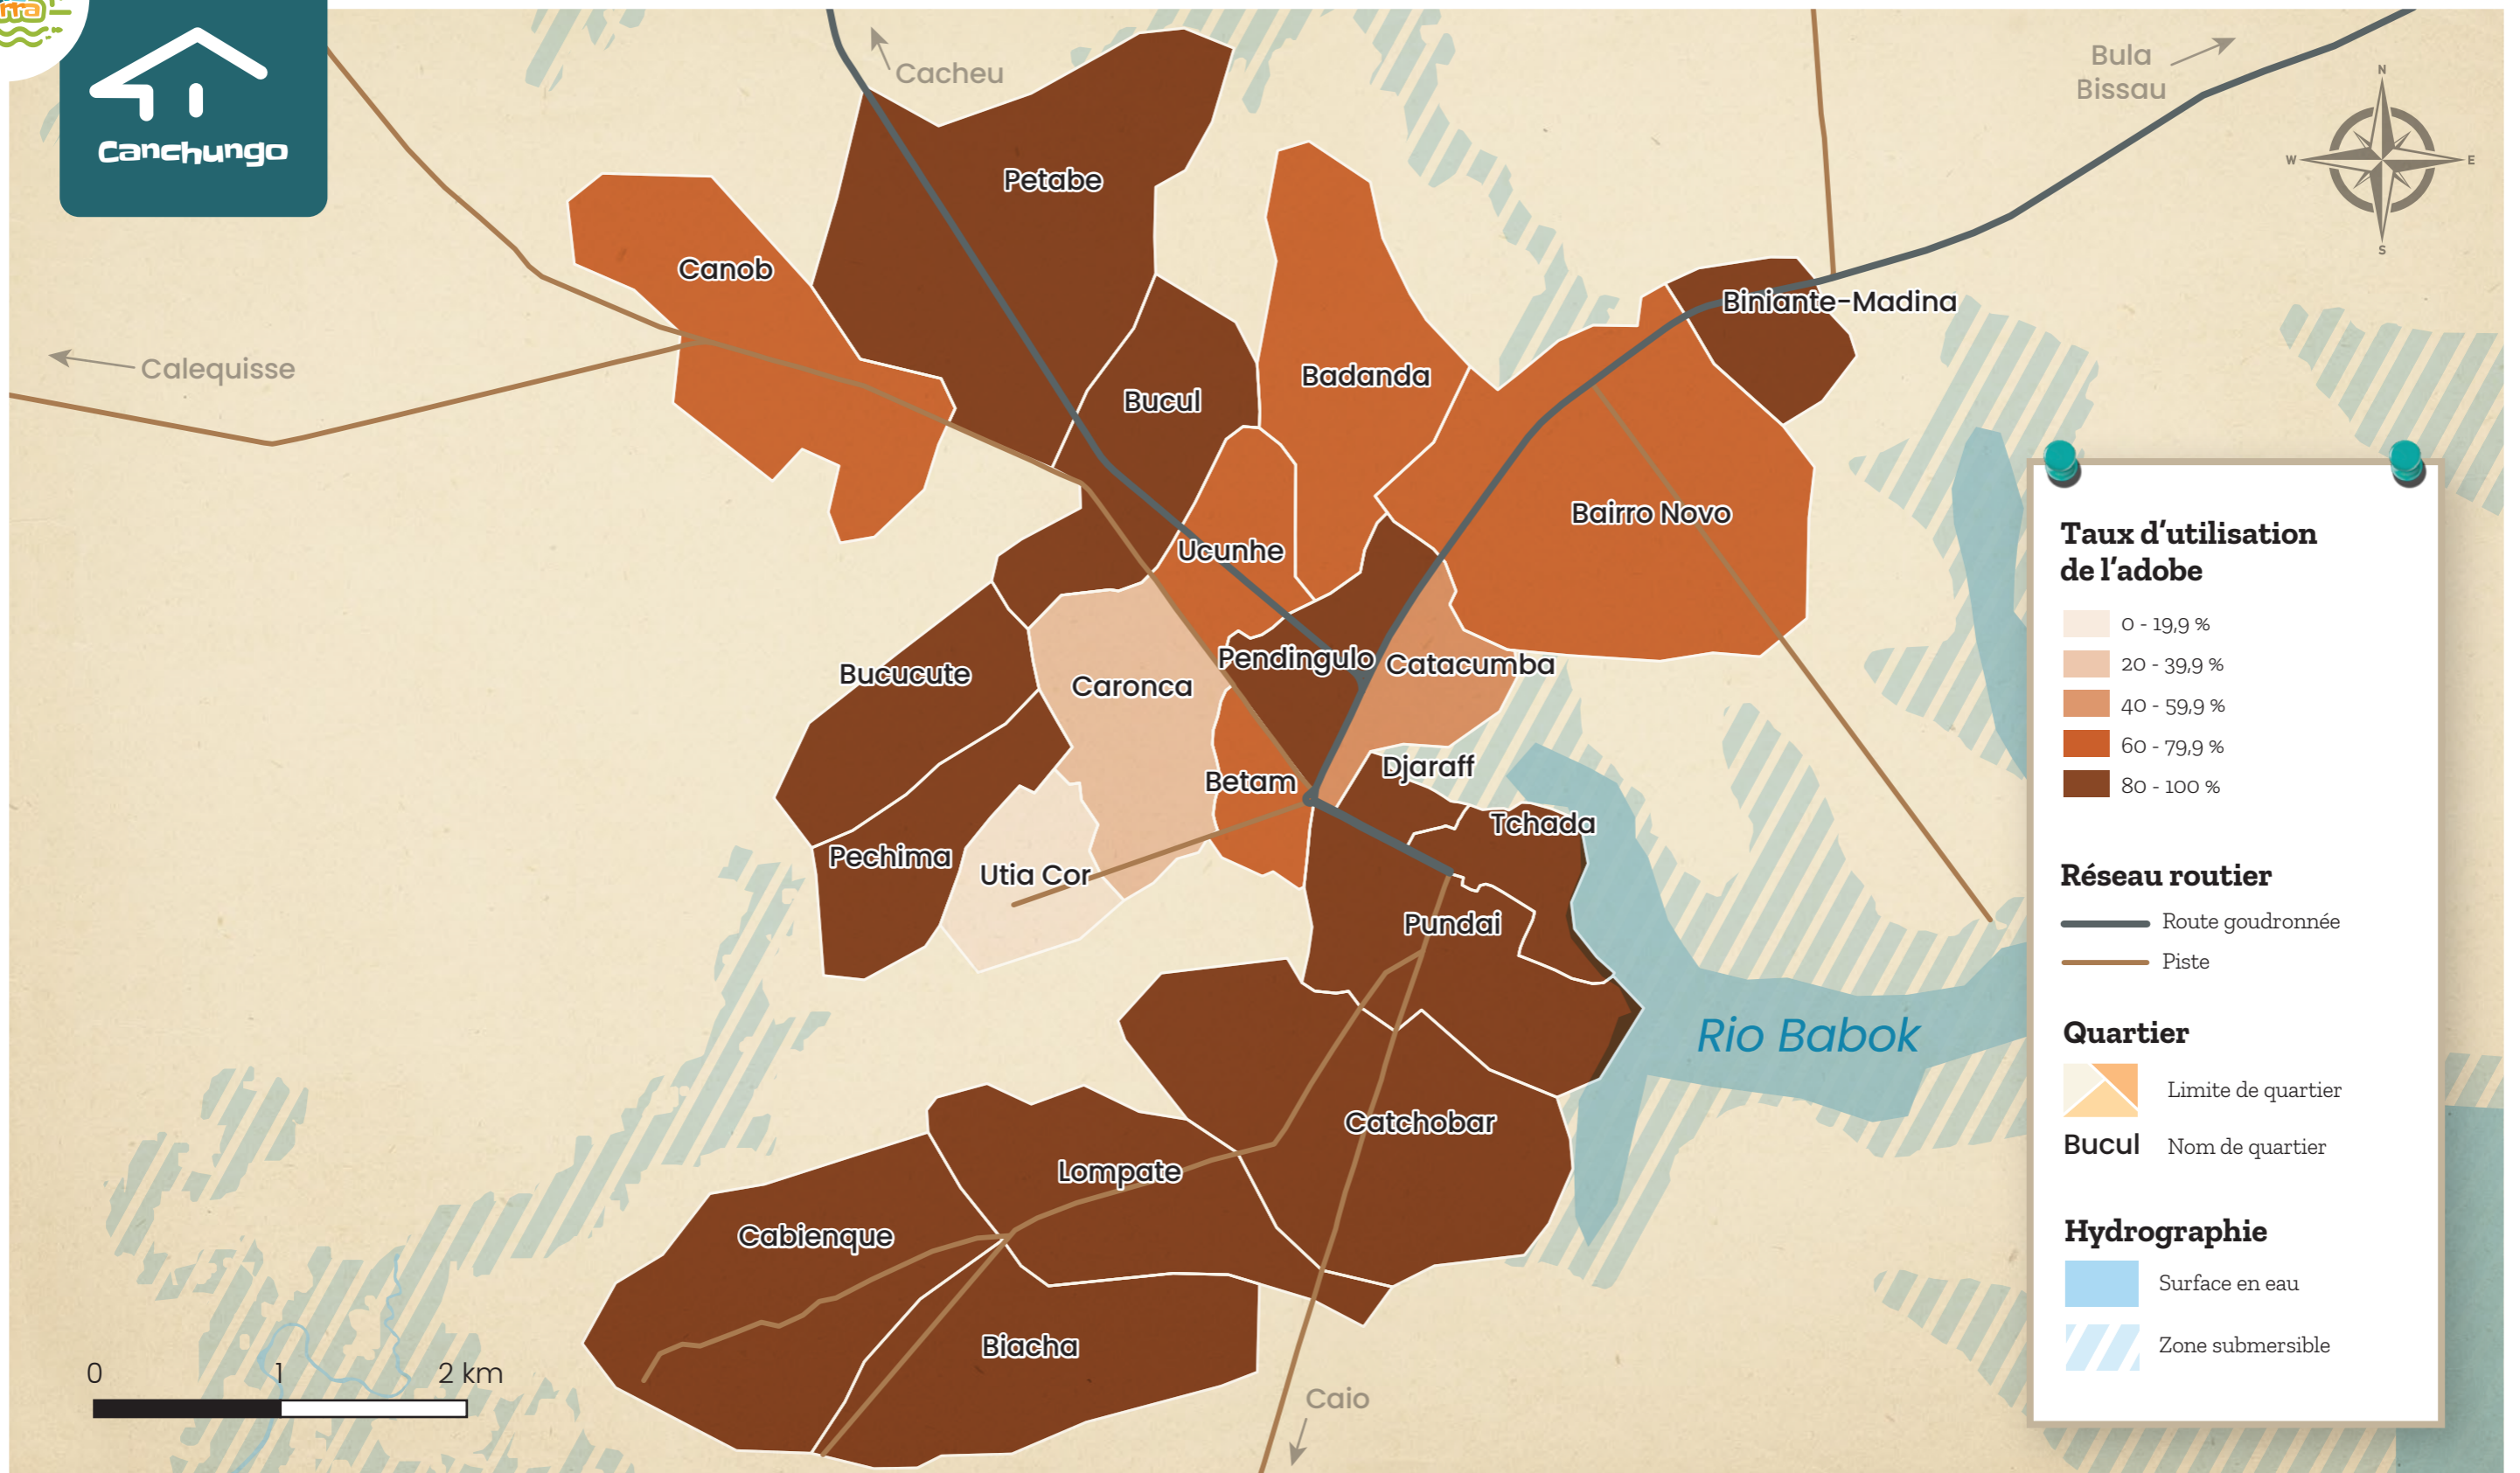 rra
Canchungo
Cacheu
Bula
Bissau
N
W
E
S
Calequisse
Petabe
Canob
Biniante-Madina
Badanda
Bucul
Bairro Novo
Ucunhe
Pendingulo
Catacumba
Bucucute
Caronca
Djaraff
Betam
Tchada
Pechima
Utia Cor
Pundai
Rio Babok
Catchobar
Lompate
Cabienque
Biacha
Caio
0 1 2 km
Taux d’utilisation
de l’adobe
0 - 19,9 %
20 - 39,9 %
40 - 59,9 %
60 - 79,9 %
80 - 100 %
Réseau routier
Route goudronnée
Piste
Quartier
Limite de quartier
Bucul Nom de quartier
Hydrographie
Surface en eau
Zone submersible